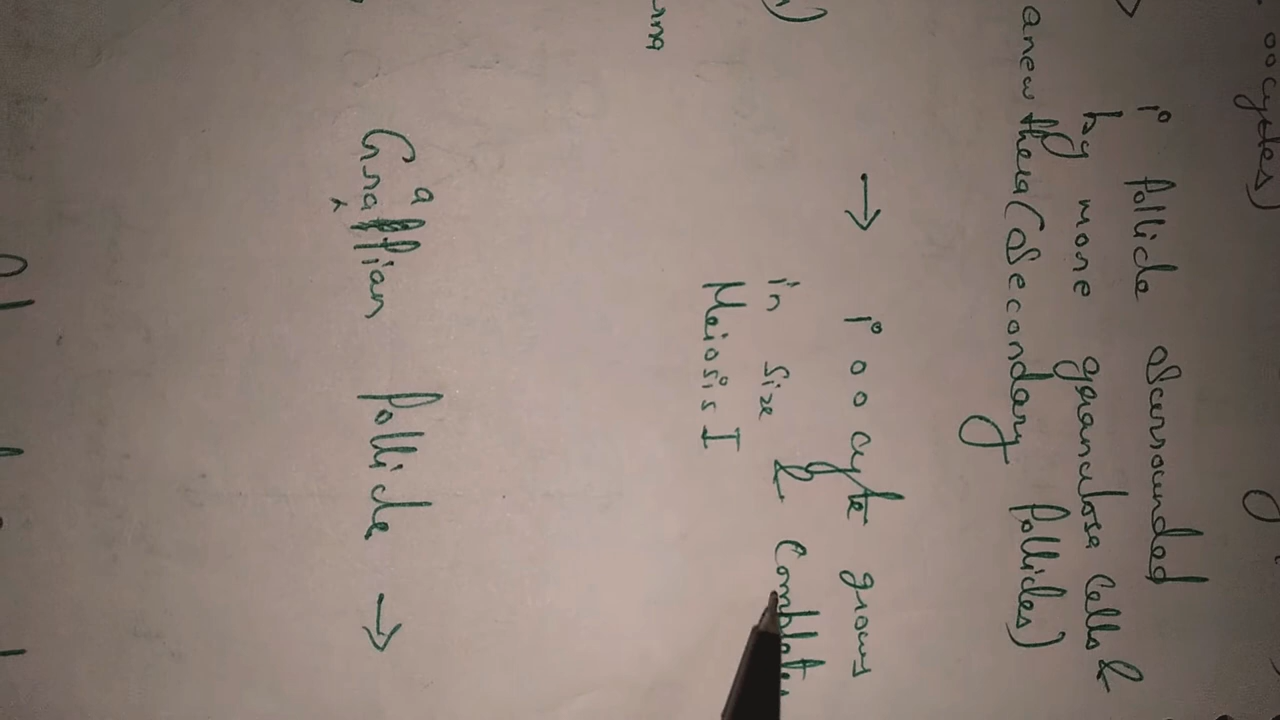 oocytes)
1° follicle surrounded
by more granulosa cells &
a new theca (Secondary
follicles)
→ 1° oocyte grows
in size & Completes
Meiosis I
Graafian follicle →